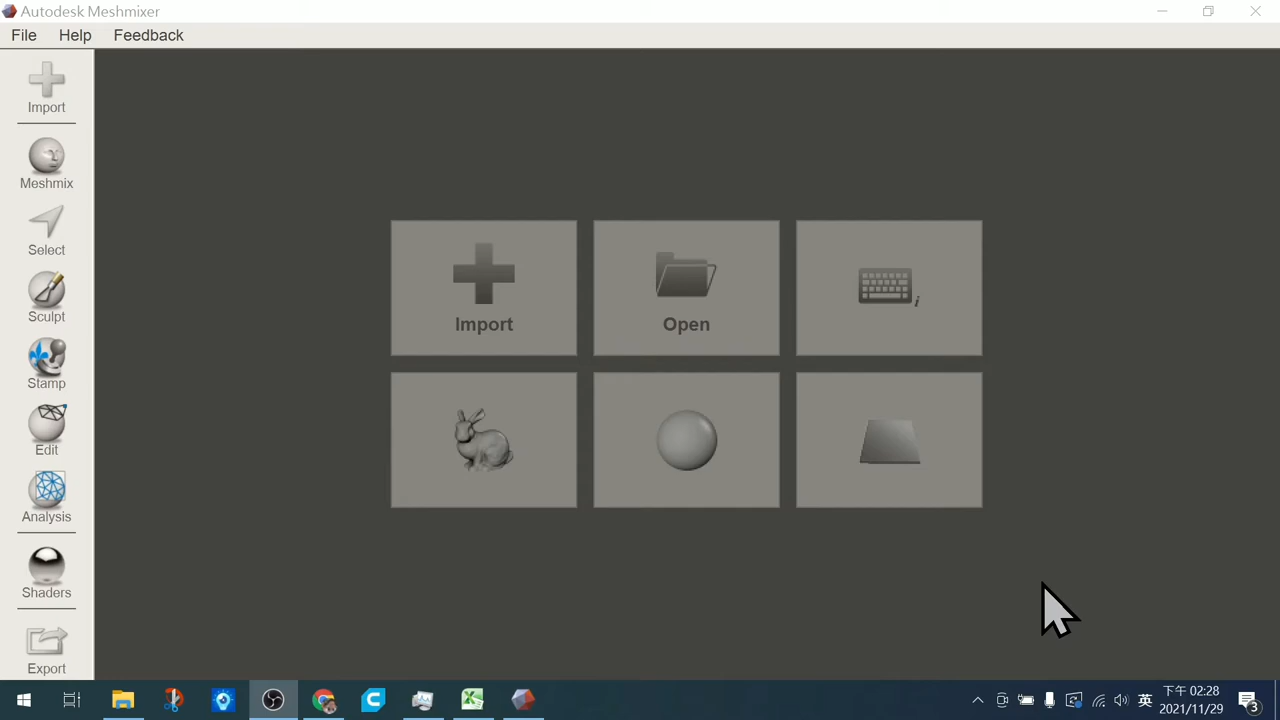 Autodesk Meshmixer
File Help Feedback
Import
Meshmix
Select
Sculpt
Stamp
Edit
Analysis
Shaders
Export
Import
Open
i
英
下午 02:28
2021/11/29
3